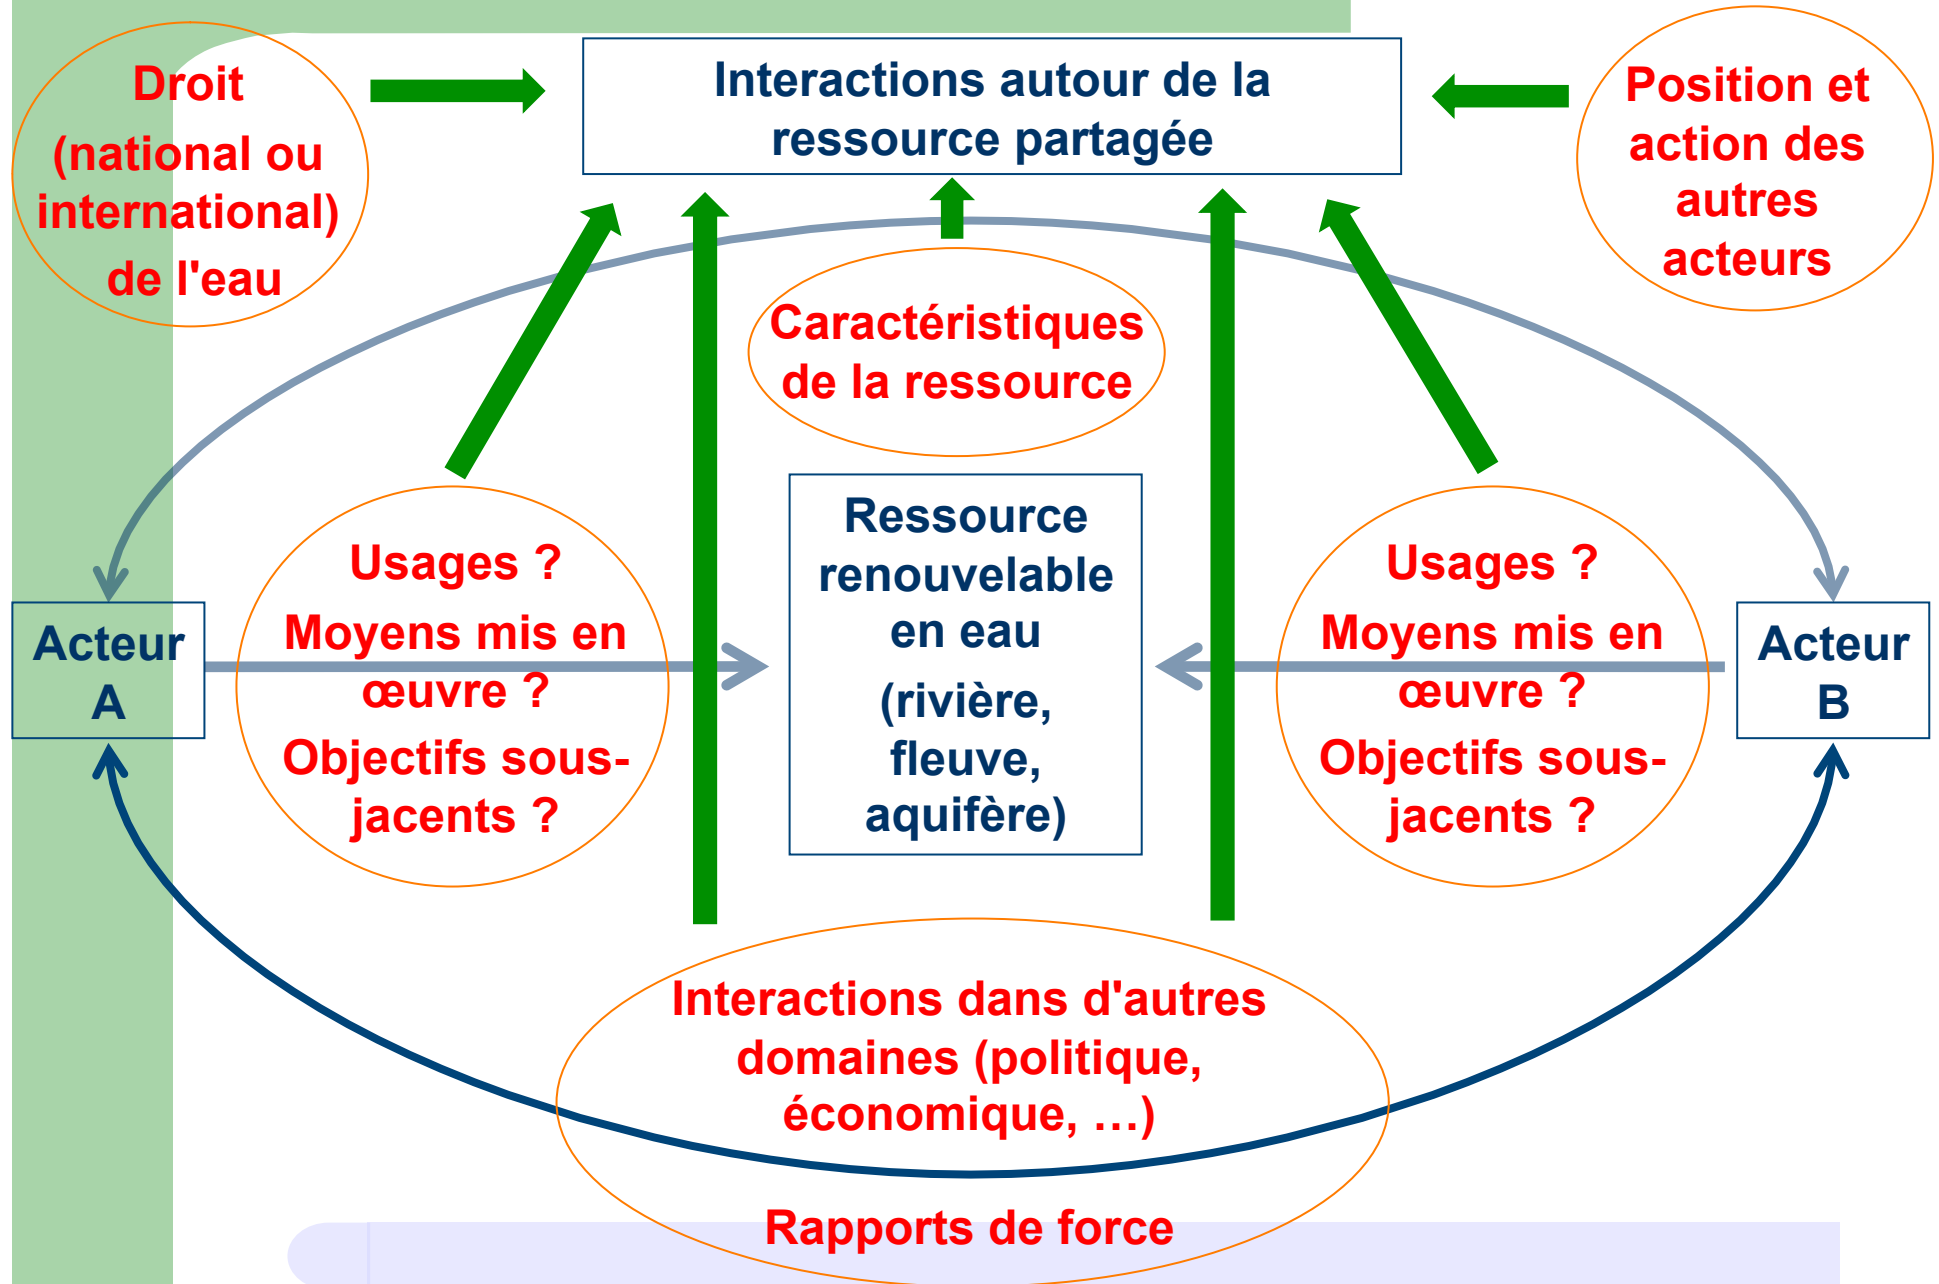 Droit
(national ou
international)
de l'eau
Interactions autour de la
ressource partagée
Position et
action des
autres
acteurs
Caractéristiques
de la ressource
Acteur
A
Usages ?
Moyens mis en
œuvre ?
Objectifs sous-
jacents ?
Ressource
renouvelable
en eau
(rivière,
fleuve,
aquifère)
Usages ?
Moyens mis en
œuvre ?
Objectifs sous-
jacents ?
Acteur
B
Interactions dans d'autres
domaines (politique,
économique, …)
Rapports de force